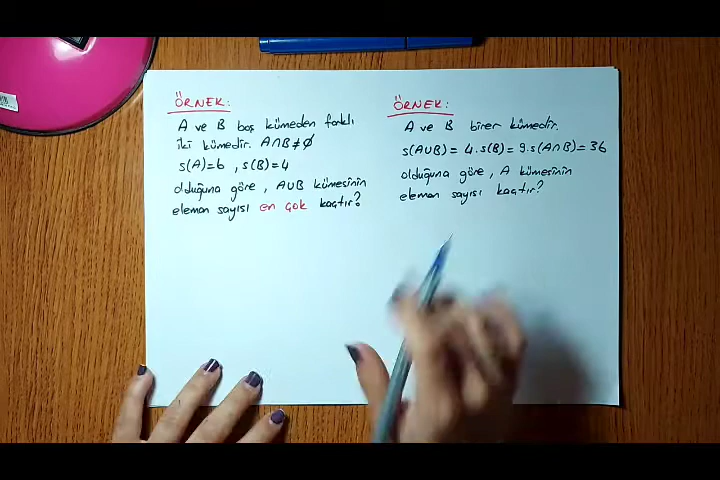 ÖRNEK:
A ve B boş kümeden farklı
iki kümedir. A∩B≠∅
s(A)=6 , s(B)=4
olduğuna göre , A∪B kümesinin
eleman sayısı en çok kaçtır?
ÖRNEK:
A ve B birer kümedir.
s(A∪B) = 4.s(B) = 9.s(A∩B) = 36
olduğuna göre , A kümesinin
eleman sayısı kaçtır?